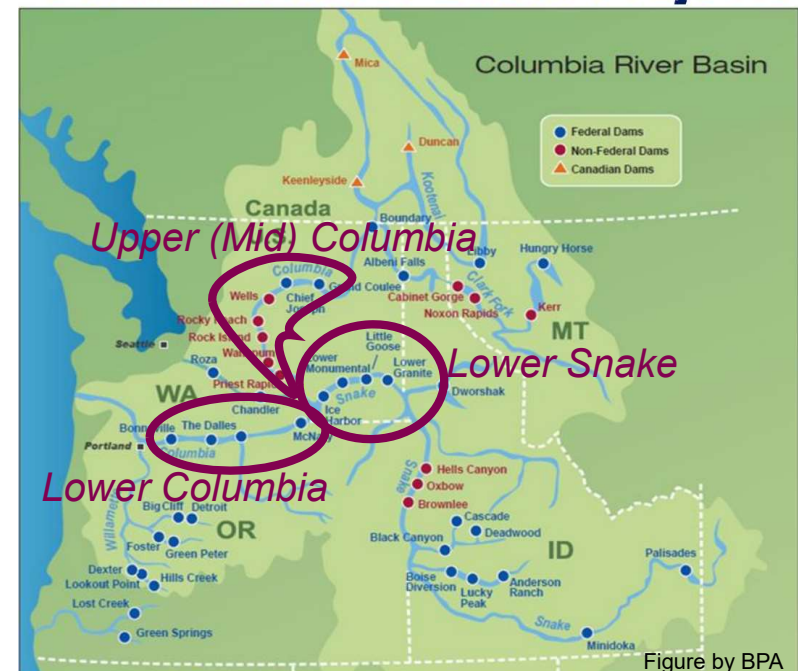 Columbia River Basin
Federal Dams
Non-Federal Dams
Canadian Dams
Mica
Duncan
Keenleyside
Kootenai
Canada
U.S.
Boundary
Upper (Mid) Columbia
Libby
Hungry Horse
Albeni Falls
Columbia
Grand Coulee
Clark Fork
Wells
Chief
Joseph
Cabinet Gorge
Noxon Rapids
Kerr
Rocky Reach
Rock Island
Seattle
MT
Little
Goose
Roza
Lower
Monumental
Lower
Granite
Lower Snake
Priest Rapids
Snake
Dworshak
WA
Chandler
Ice
Harbor
Bonneville
The Dalles
McNary
Portland
Columbia
Lower Columbia
Snake
Hells Canyon
Oxbow
Brownlee
Willamette
Big Cliff
Detroit
OR
Cascade
Deadwood
Foster
Green Peter
Black Canyon
ID
Palisades
Dexter
Lookout Point
Hills Creek
Boise
Diversion
Lucky
Peak
Anderson
Ranch
Lost Creek
Green Springs
Snake
Minidoka
Figure by BPA